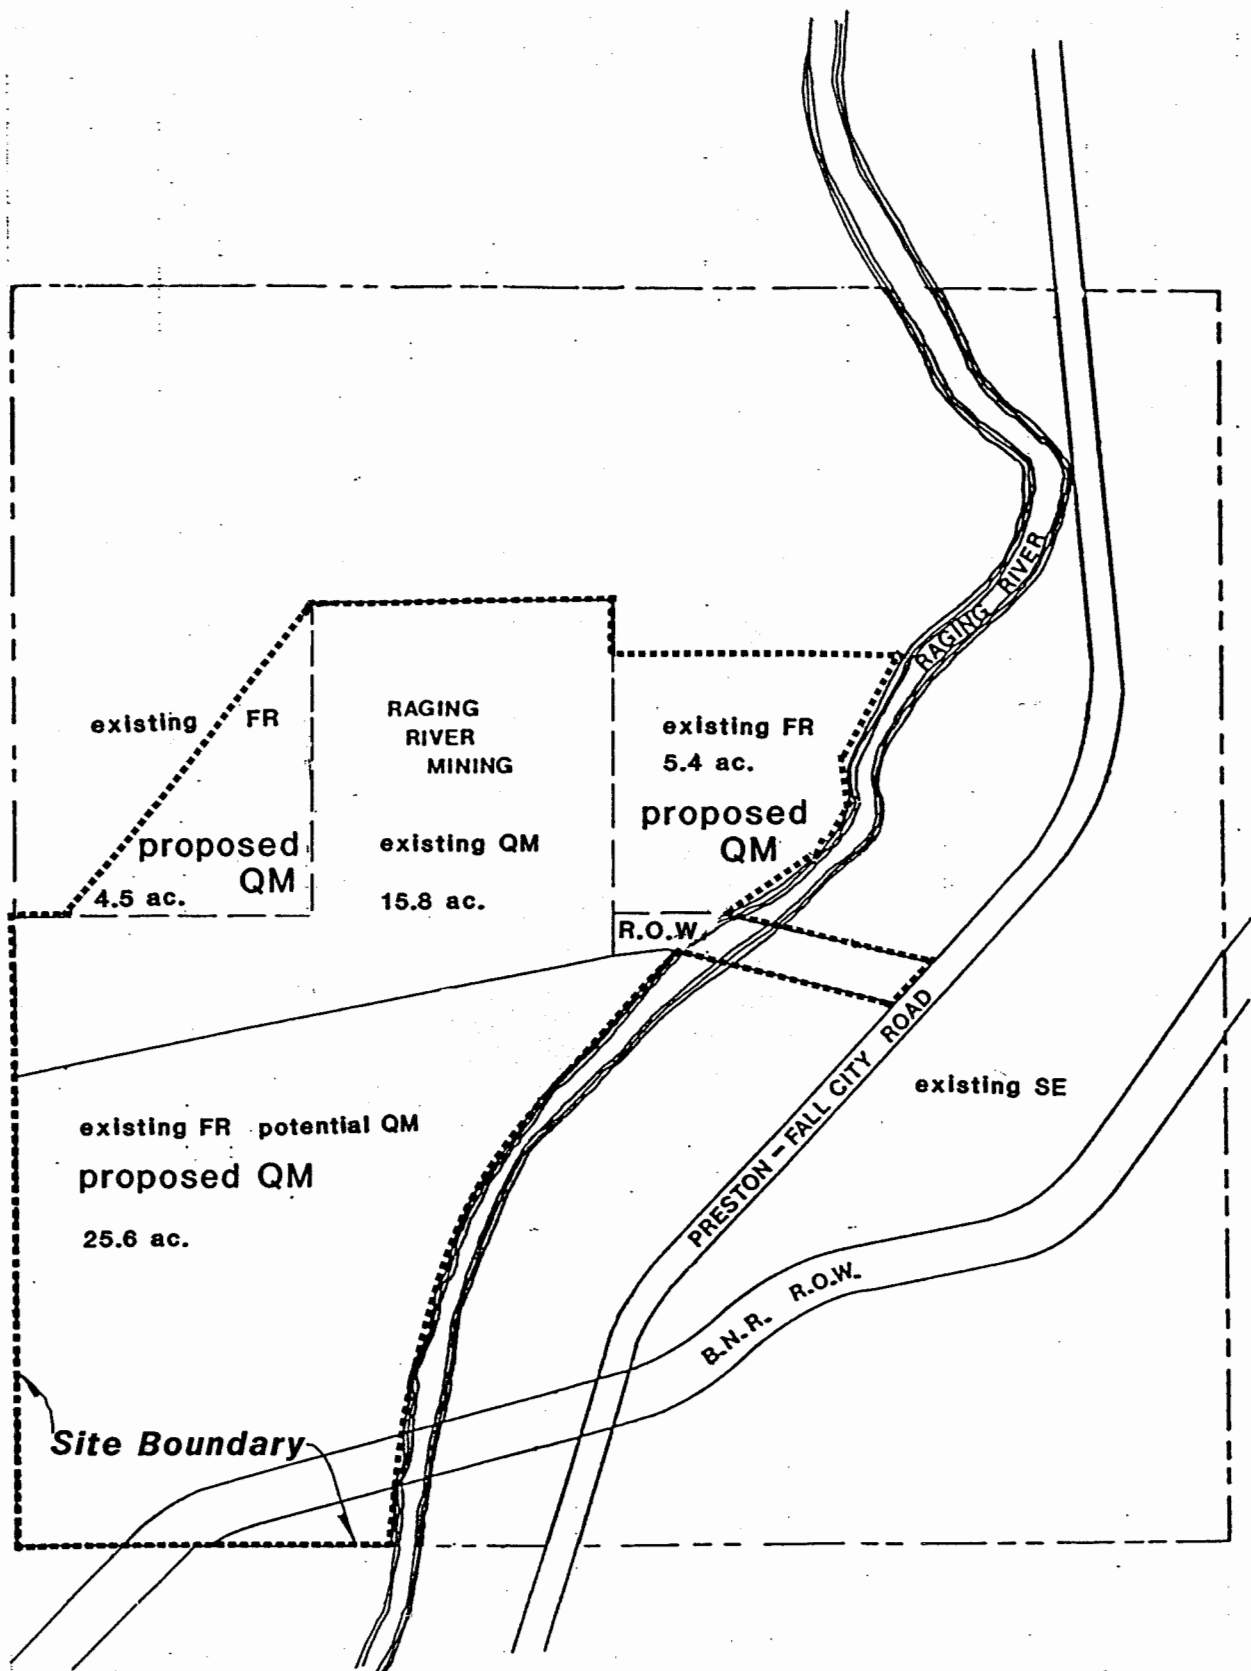 RAGING RIVER
existing FR
proposed
QM
4.5 ac.
RAGING
RIVER
MINING
existing QM
15.8 ac.
existing FR
5.4 ac.
proposed
QM
R.O.W.
existing FR potential QM
proposed QM
25.6 ac.
PRESTON - FALL CITY ROAD
existing SE
B.N.R. R.O.W.
Site Boundary